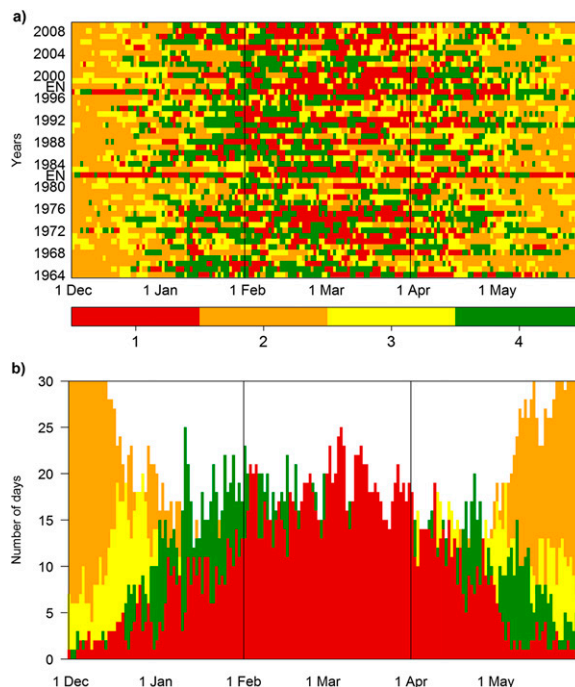 a)
2008
2004
2000
EN
1996
1992
1988
1984
EN
1980
1976
1972
1968
1964
Years
1 Dec 1 Jan 1 Feb 1 Mar 1 Apr 1 May
1 2 3 4
b)
30
25
20
15
10
5
0
Number of days
1 Dec 1 Jan 1 Feb 1 Mar 1 Apr 1 May